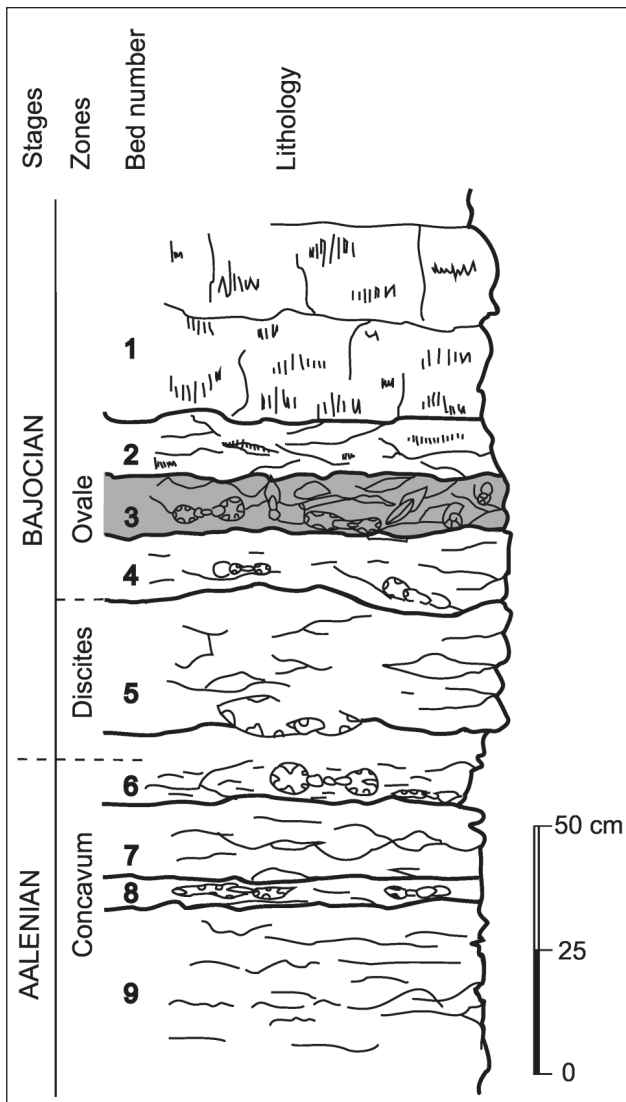 Stages
Zones
Bed number
Lithology
BAJOCIAN
AALENIAN
Ovale
Discites
Concavum
1
2
3
4
5
6
7
8
9
50 cm
25
0